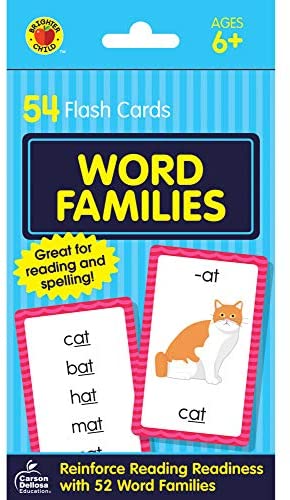 BRIGHTER
CHILD
AGES
6+
54 Flash Cards
WORD
FAMILIES
Great for
reading and
spelling!
cat
bat
hat
mat
-at
cat
Carson
Dellosa
Education
Reinforce Reading Readiness
with 52 Word Families